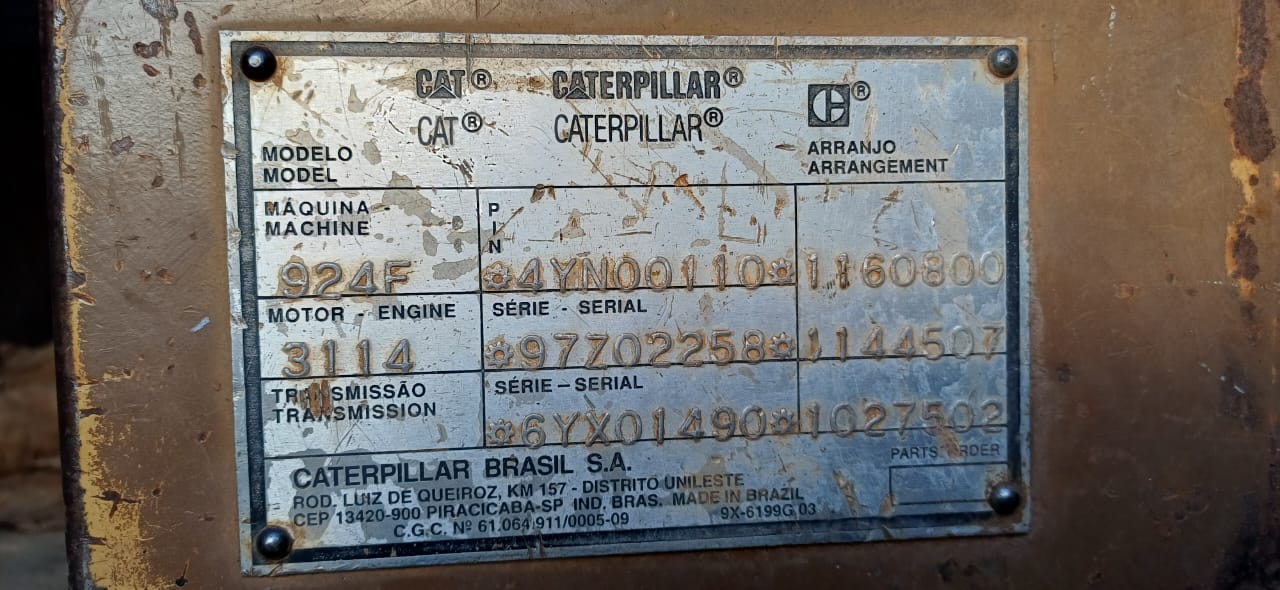 CAT® CATERPILLAR® ®
CAT® CATERPILLAR®
MODELO
MODEL
ARRANJO
ARRANGEMENT
MÁQUINA -
MACHINE
PIN
924F *4YN00110* 1160800
MOTOR - ENGINE SÉRIE - SERIAL
3114 *97Z02258* 1144507
TRANSMISSÃO SÉRIE - SERIAL
TRANSMISSION
*6YX01490* 1027502
CATERPILLAR BRASIL S.A.
PARTS ORDER
ROD. LUIZ DE QUEIROZ, KM 157 - DISTRITO UNILESTE
CEP 13420-900 PIRACICABA-SP IND. BRAS. MADE IN BRAZIL
C.G.C. Nº 61.064.911/0005-09 9X-6199G 03